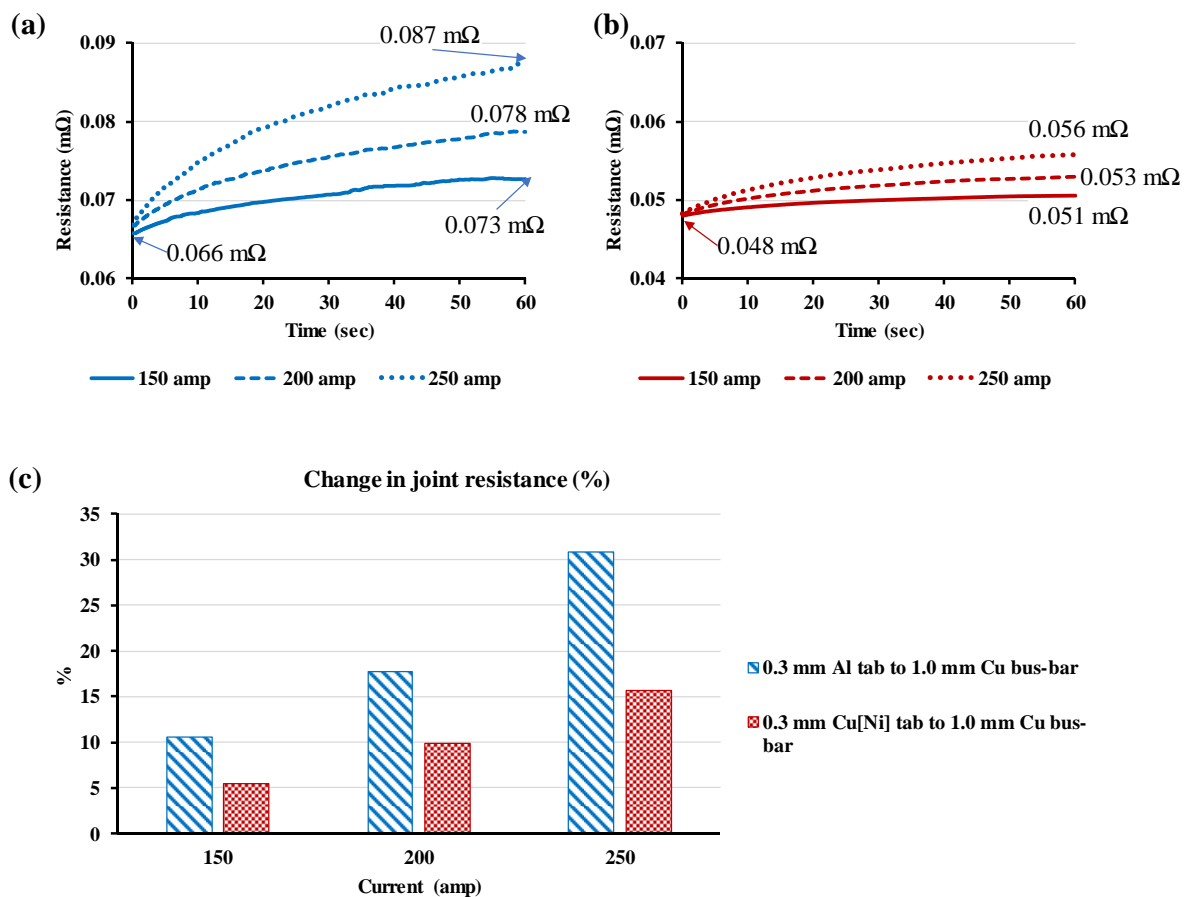 (a)
0.09
0.08
0.07
0.06
Resistance (mΩ)
0.087 mΩ
0.078 mΩ
0.073 mΩ
0.066 mΩ
0 10 20 30 40 50 60
Time (sec)
150 amp 200 amp 250 amp
(b)
0.07
0.06
0.05
0.04
Resistance (mΩ)
0.056 mΩ
0.053 mΩ
0.051 mΩ
0.048 mΩ
0 10 20 30 40 50 60
Time (sec)
150 amp 200 amp 250 amp
(c)
Change in joint resistance (%)
35
30
25
20
15
10
5
0
%
150 200 250
Current (amp)
0.3 mm Al tab to 1.0 mm Cu bus-bar
0.3 mm Cu[Ni] tab to 1.0 mm Cu bus-
bar